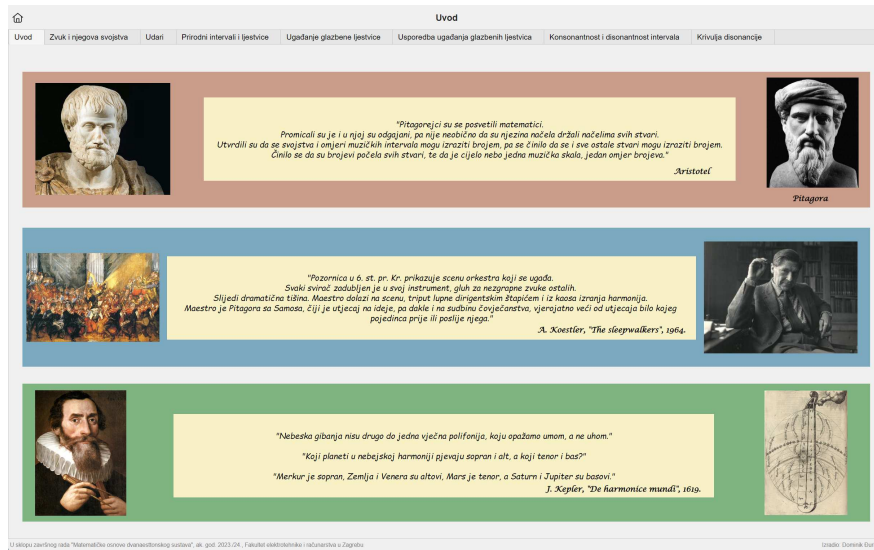 Uvod
Uvod Zvuk i njegova svojstva Udari Prirodni intervali i ljestvice Ugađanje glazbene ljestvice Usporedba ugađanja glazbenih ljestvica Konsonantnost i disonantnost intervala Krivulja disonancije
"Pitagorejci su se posvetili matematici.
Promicali su je i u njoj su odgajani, pa nije neobično da su njezina načela držali načelima svih stvari.
Utvrdili su da se svojstva i omjeri muzičkih intervala mogu izraziti brojem, pa se činilo da se i sve ostale stvari mogu izraziti brojem.
Činilo se da su brojevi počela svih stvari, te da je cijelo nebo jedna muzička skala, jedan omjer brojeva."
Aristotel
Pitagora
"Pozornica u 6. st. pr. Kr. prikazuje scenu orkestra koji se ugađa.
Svaki svirač zadubljen je u svoj instrument, gluh za nezgrapne zvuke ostalih.
Slijedi dramatična tišina. Maestro dolazi na scenu, triput lupne dirigentskim štapićem i iz kaosa izranja harmonija.
Maestro je Pitagora sa Samosa, čiji je utjecaj na ideje, pa dakle i na sudbinu čovječanstva, vjerojatno veći od utjecaja bilo kojeg
pojedinca prije ili poslije njega."
A. Koestler, "The sleepwalkers", 1964.
"Nebeska gibanja nisu drugo do jedna vječna polifonija, koju opažamo umom, a ne uhom."
"Koji planeti u nebejskoj harmoniji pjevaju sopran i alt, a koji tenor i bas?"
"Merkur je sopran, Zemlja i Venera su altovi, Mars je tenor, a Saturn i Jupiter su basovi."
J. Kepler, "De harmonice mundi", 1619.
U sklopu završnog rada "Matematičke osnove dvanaesttonskog sustava", ak. god. 2023./24., Fakultet elektrotehnike i računarstva u Zagrebu
Izradio: Dominik